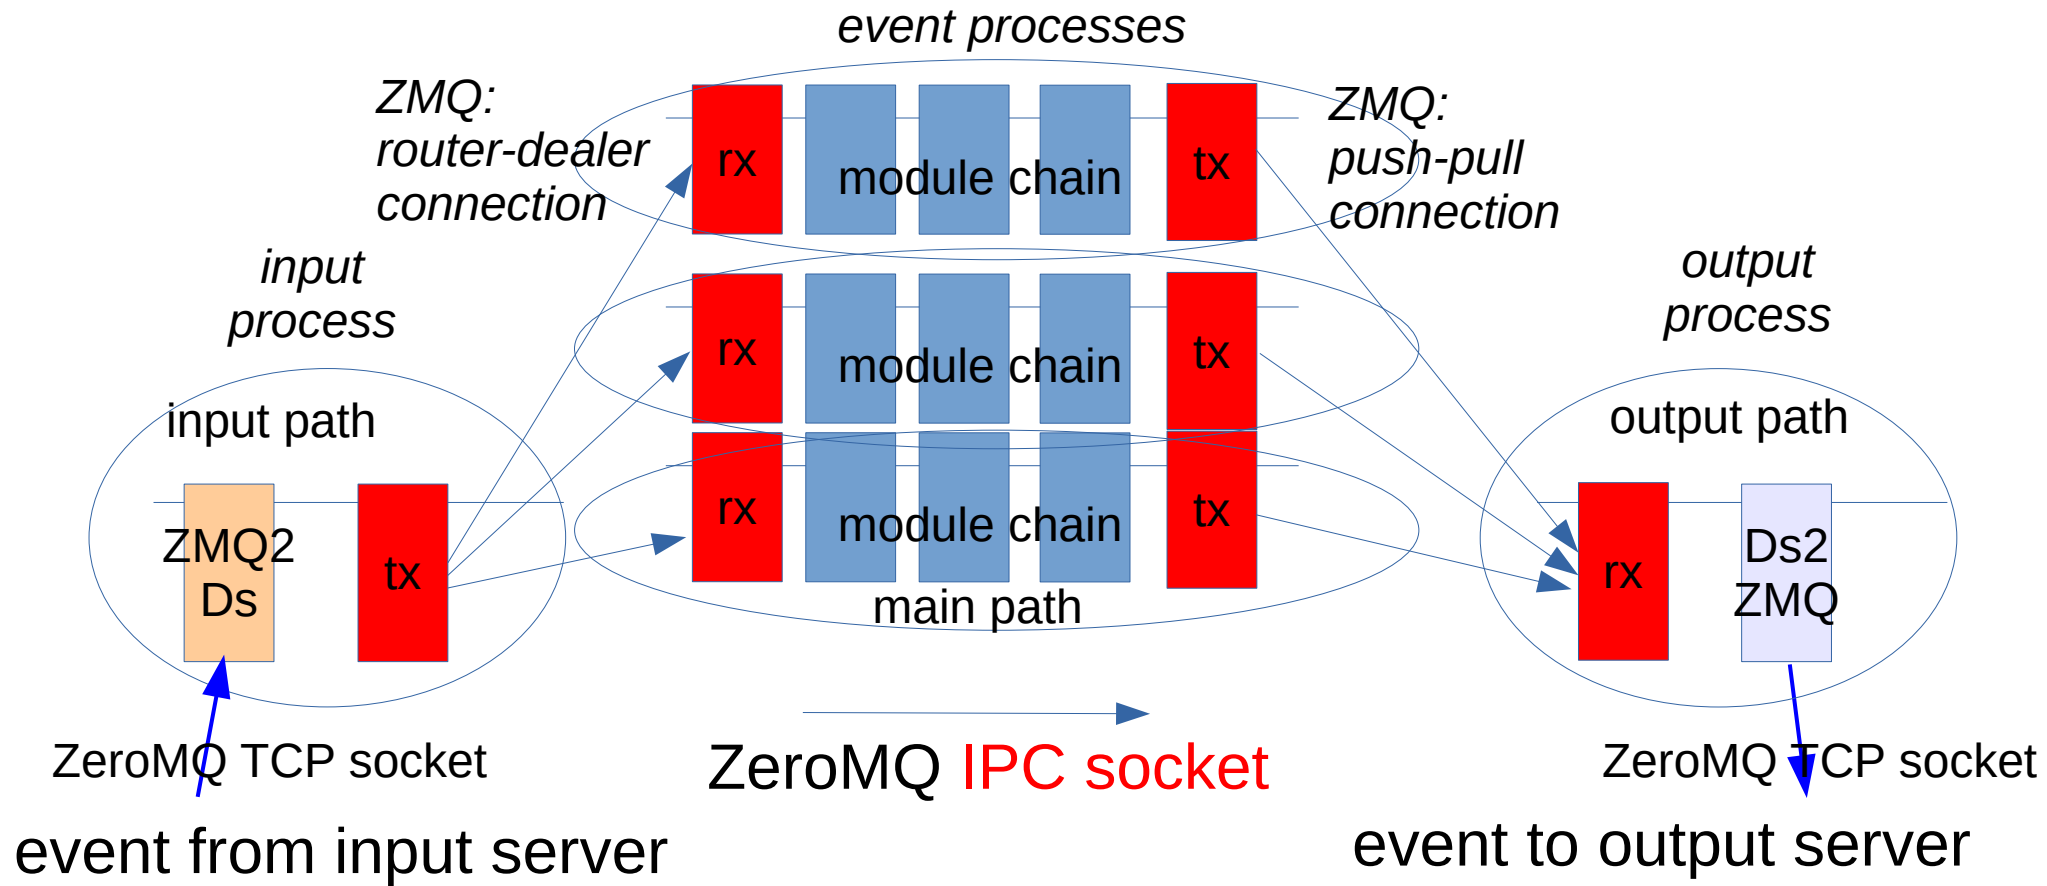 event processes
ZMQ:
router-dealer
connection
ZMQ:
push-pull
connection
rx
module chain
tx
input
process
output
process
rx
module chain
tx
input path
output path
rx
module chain
tx
ZMQ2
Ds
tx
rx
Ds2
ZMQ
main path
ZeroMQ TCP socket
ZeroMQ IPC socket
ZeroMQ TCP socket
event from input server
event to output server